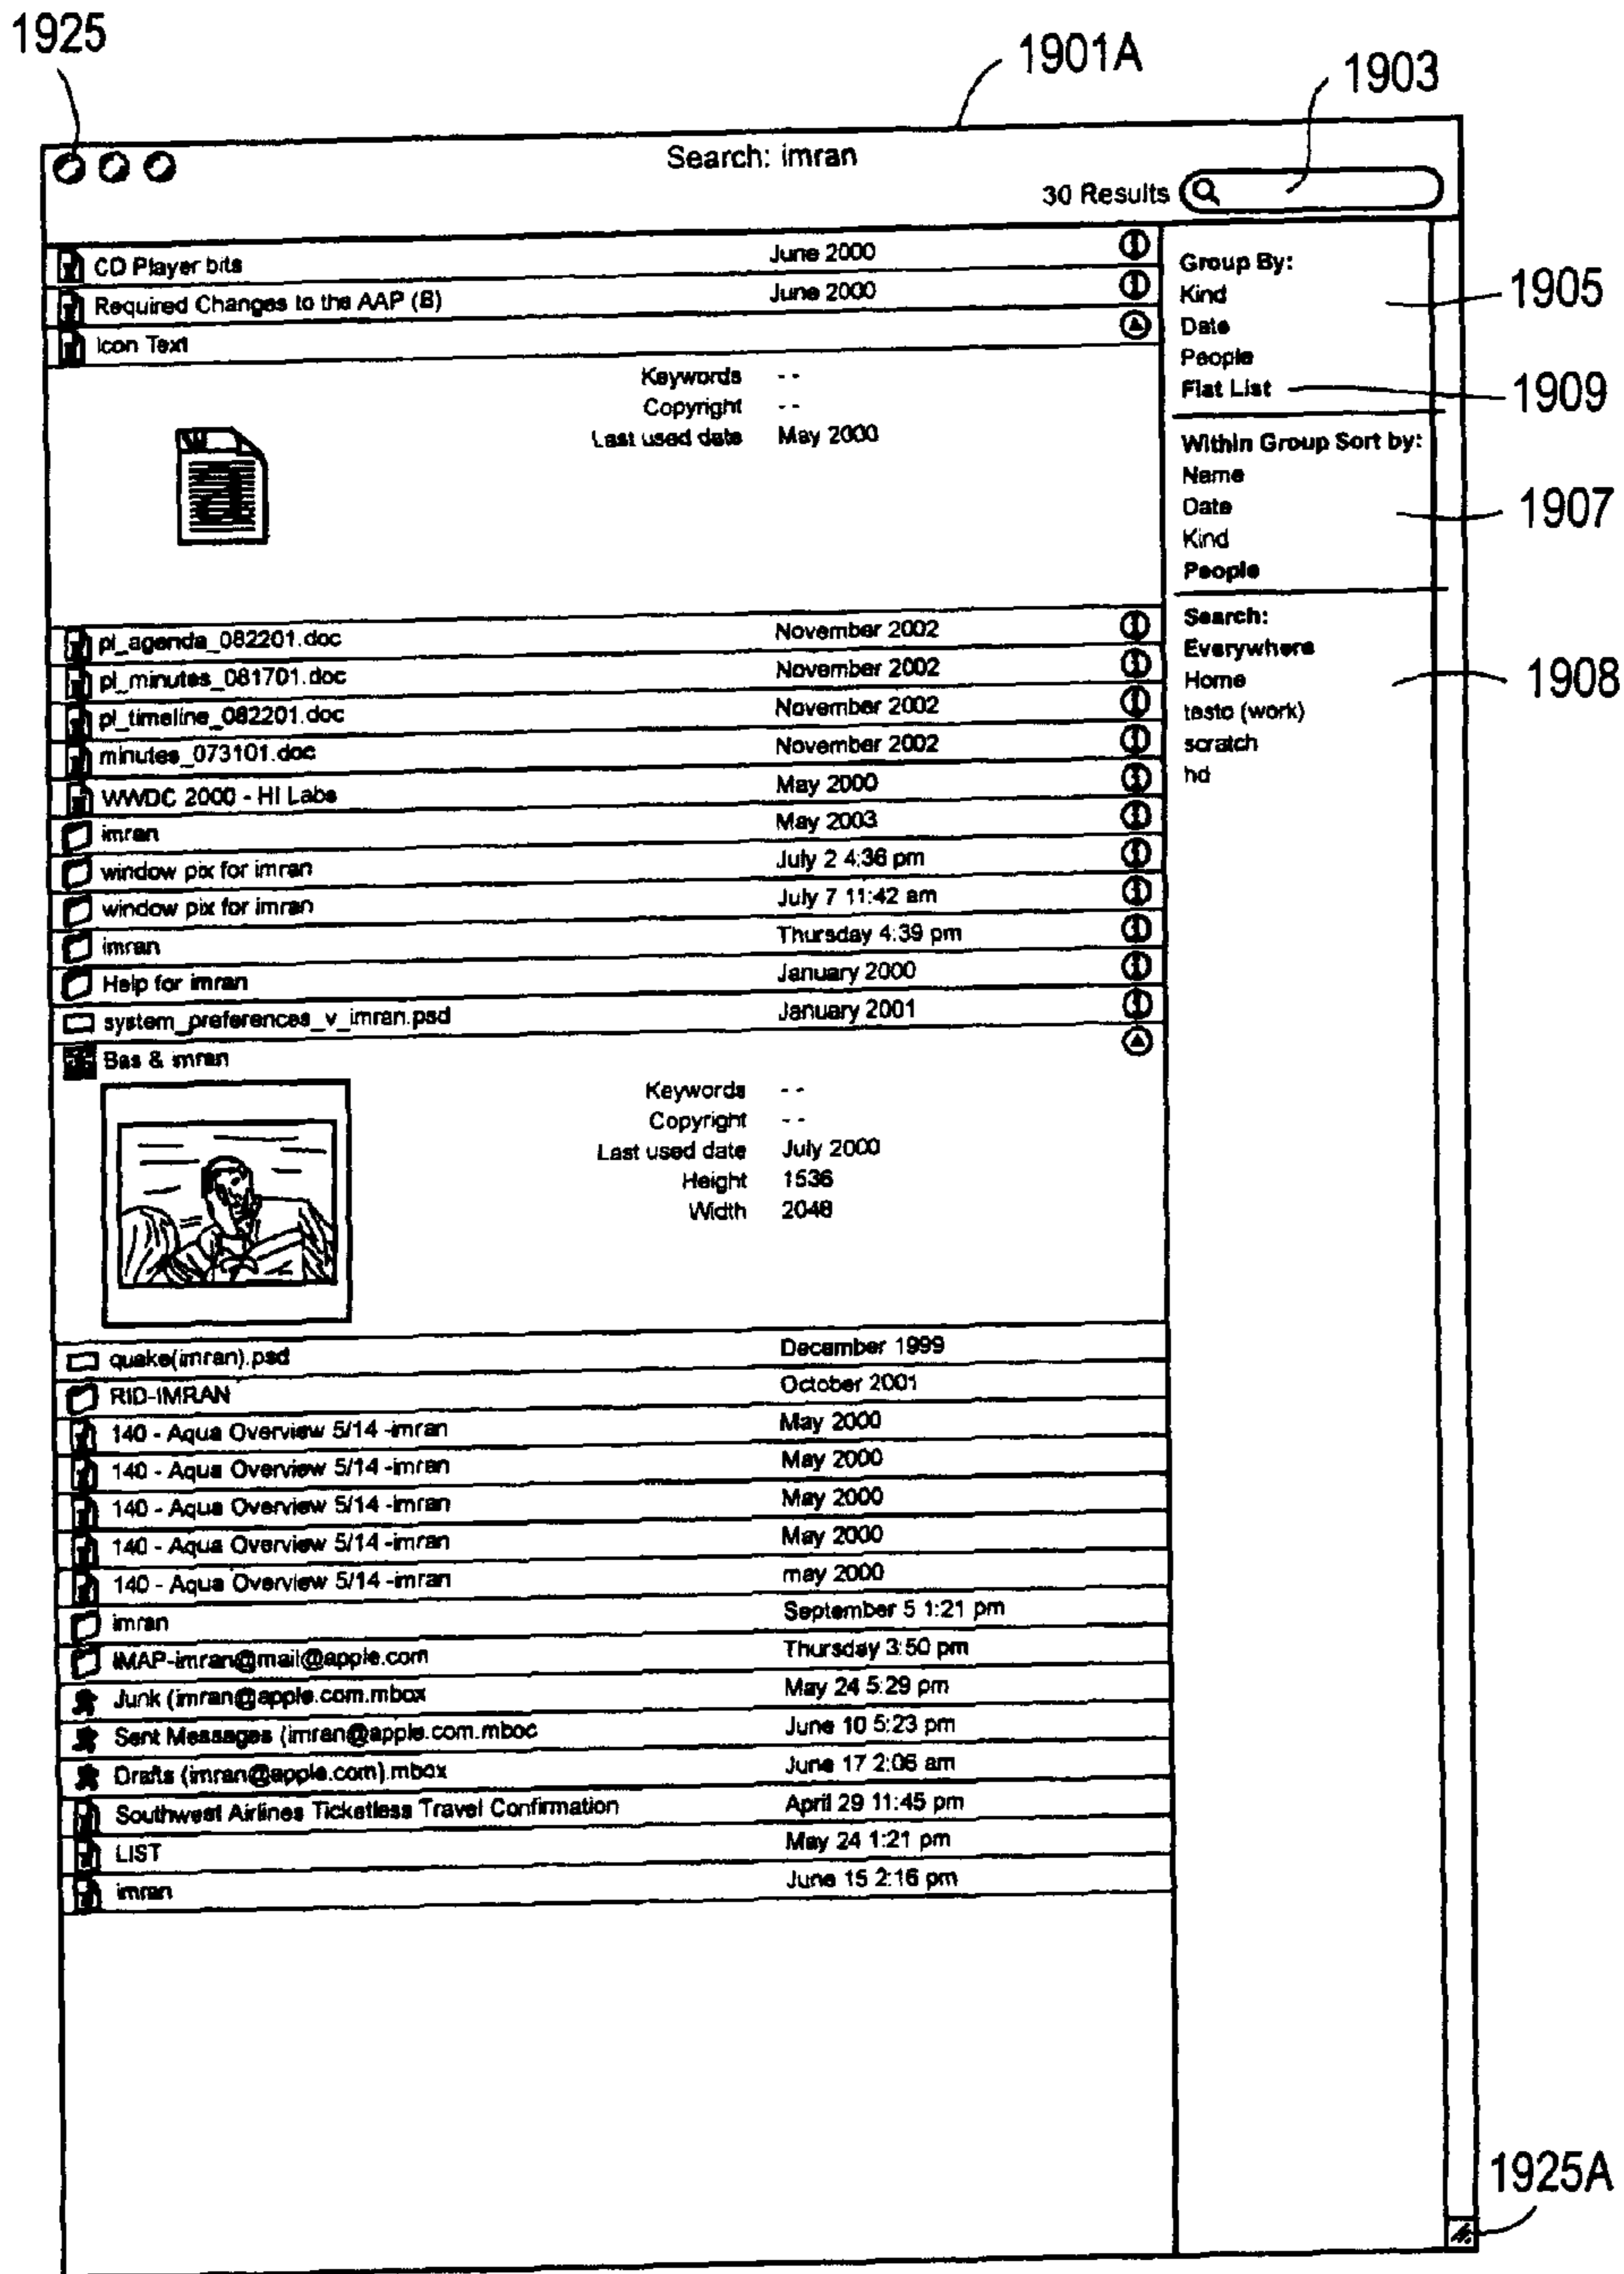 1925
1901A
1903
Search: imran
30 Results
CD Player bits June 2000
Required Changes to the AAP (B) June 2000
Icon Text
Keywords - -
Copyright - -
Last used date May 2000
pl_agenda_082201.doc November 2002
pl_minutes_081701.doc November 2002
pl_timeline_082201.doc November 2002
minutes_073101.doc November 2002
WWDC 2000 - HI Labs May 2000
imran May 2003
window pix for imran July 2 4:36 pm
window pix for imran July 7 11:42 am
imran Thursday 4:39 pm
Help for imran January 2000
system_preferences_v_imran.psd January 2001
Bas & imran
Keywords - -
Copyright - -
Last used date July 2000
Height 1536
Width 2048
quake(imran).psd December 1999
RID-IMRAN October 2001
140 - Aqua Overview 5/14 -imran May 2000
140 - Aqua Overview 5/14 -imran May 2000
140 - Aqua Overview 5/14 -imran May 2000
140 - Aqua Overview 5/14 -imran May 2000
140 - Aqua Overview 5/14 -imran may 2000
imran September 5 1:21 pm
IMAP-imran@mail@apple.com Thursday 3:50 pm
Junk (imran@apple.com.mbox May 24 5:29 pm
Sent Messages (imran@apple.com.mboc June 10 5:23 pm
Drafts (imran@apple.com).mbox June 17 2:06 am
Southwest Airlines Ticketless Travel Confirmation April 29 11:45 pm
LIST May 24 1:21 pm
imran June 15 2:16 pm
Group By:
Kind
Date
People
Flat List
Within Group Sort by:
Name
Date
Kind
People
Search:
Everywhere
Home
testo (work)
scratch
hd
1905
1909
1907
1908
1925A